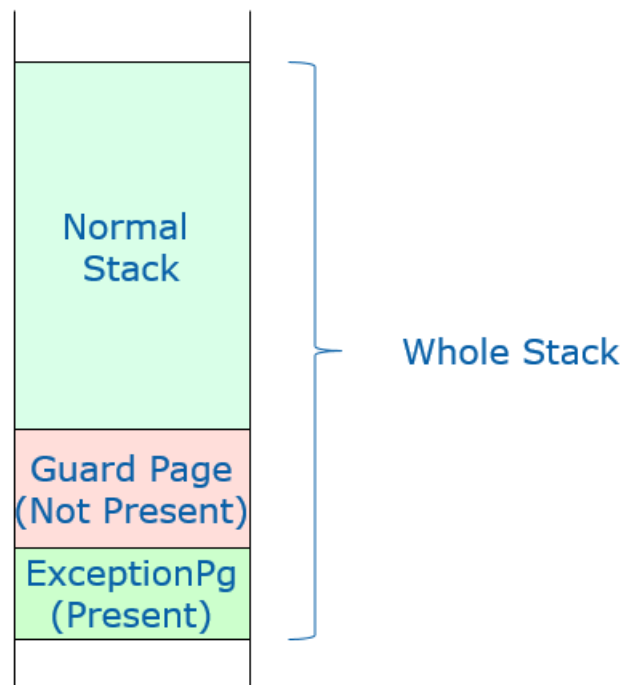 Normal
Stack
Whole Stack
Guard Page
(Not Present)
ExceptionPg
(Present)